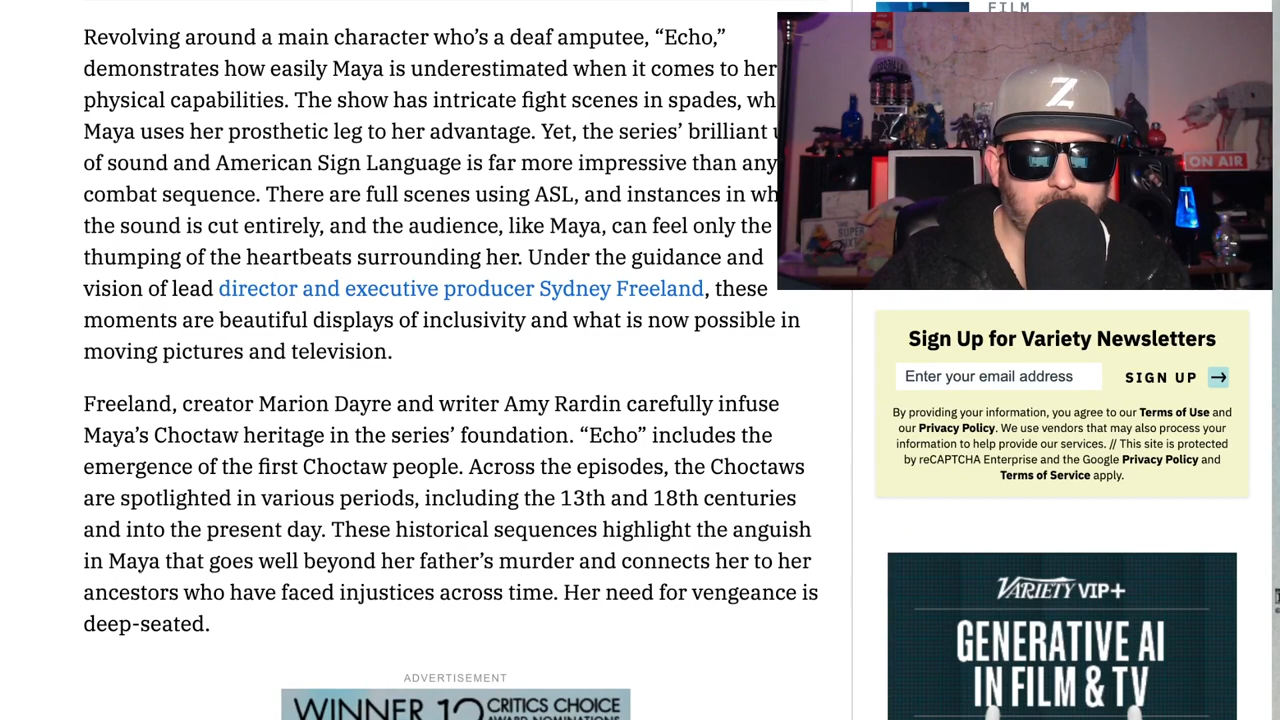 Revolving around a main character who’s a deaf amputee, “Echo,”
demonstrates how easily Maya is underestimated when it comes to her
physical capabilities. The show has intricate fight scenes in spades,
Maya uses her prosthetic leg to her advantage. Yet, the series’ brilliant
of sound and American Sign Language is far more impressive than any
combat sequence. There are full scenes using ASL, and instances in
the sound is cut entirely, and the audience, like Maya, can feel only the
thumping of the heartbeats surrounding her. Under the guidance and
vision of lead director and executive producer Sydney Freeland, these
moments are beautiful displays of inclusivity and what is now possible in
moving pictures and television.
Freeland, creator Marion Dayre and writer Amy Rardin carefully infuse
Maya’s Choctaw heritage in the series’ foundation. “Echo” includes the
emergence of the first Choctaw people. Across the episodes, the Choctaws
are spotlighted in various periods, including the 13th and 18th centuries
and into the present day. These historical sequences highlight the anguish
in Maya that goes well beyond her father’s murder and connects her to her
ancestors who have faced injustices across time. Her need for vengeance is
deep-seated.
ADVERTISEMENT
WINNER 12 CRITICS CHOICE
AWARD NOMINATIONS
FILM
Z
ON AIR
Sign Up for Variety Newsletters
Enter your email address SIGN UP →
By providing your information, you agree to our Terms of Use and
our Privacy Policy. We use vendors that may also process your
information to help provide our services. // This site is protected
by reCAPTCHA Enterprise and the Google Privacy Policy and
Terms of Service apply.
VARIETY VIP+
GENERATIVE AI
IN FILM & TV